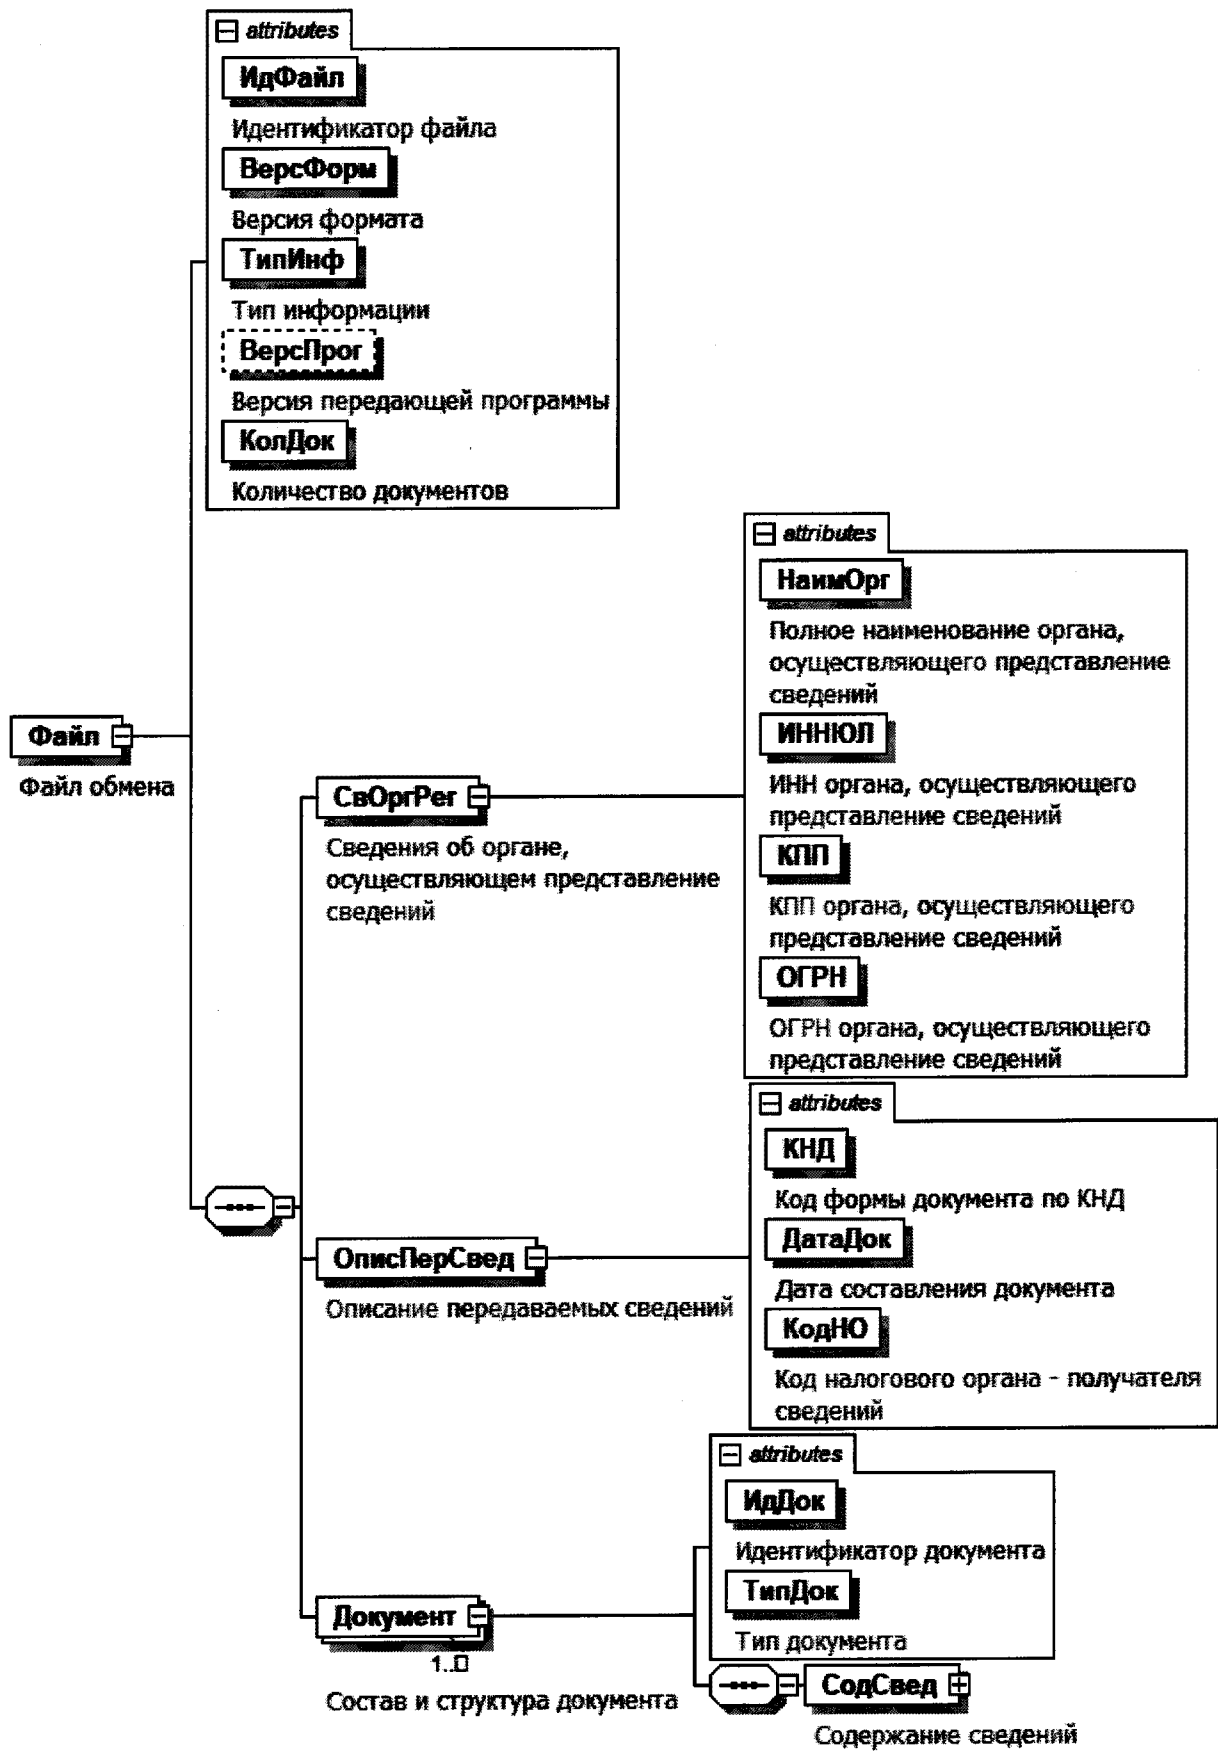 attributes
ИдФайл
Идентификатор файла
ВерсФорм
Версия формата
ТипИнф
Тип информации
ВерсПрог
Версия передающей программы
КолДок
Количество документов
Файл
Файл обмена
СвОргРег
Сведения об органе,
осуществляющем представление
сведений
attributes
НаимОрг
Полное наименование органа,
осуществляющего представление
сведений
ИННЮЛ
ИНН органа, осуществляющего
представление сведений
КПП
КПП органа, осуществляющего
представление сведений
ОГРН
ОГРН органа, осуществляющего
представление сведений
ОписПерСвед
Описание передаваемых сведений
attributes
КНД
Код формы документа по КНД
ДатаДок
Дата составления документа
КодНО
Код налогового органа - получателя
сведений
Документ
1..□
Состав и структура документа
attributes
ИдДок
Идентификатор документа
ТипДок
Тип документа
СодСвед
Содержание сведений